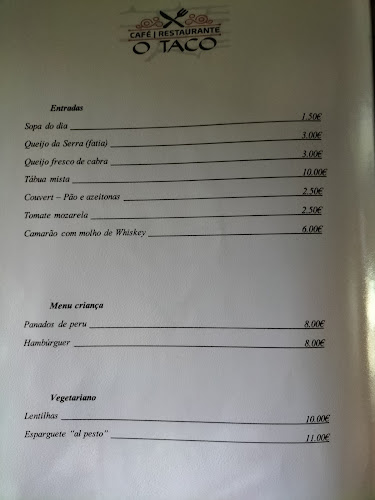 CAFÉ | RESTAURANTE
O TACO
Entradas
Sopa do dia 1.50€
Queijo da Serra (fatia) 3.00€
Queijo fresco de cabra 3.00€
Tábua mista 10.00€
Couvert – Pão e azeitonas 2.50€
Tomate mozarela 2.50€
Camarão com molho de Whiskey 6.00€
Menu criança
Panados de peru 8.00€
Hambúrguer 8.00€
Vegetariano
Lentilhas 10.00€
Esparguete "al pesto" 11.00€